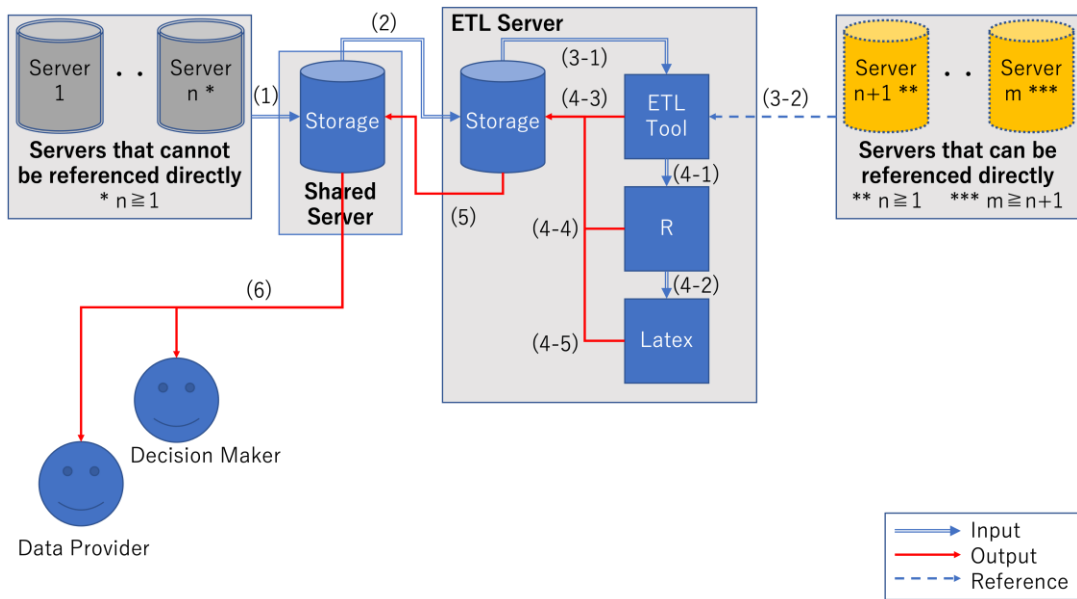 Server
1
. .
Server
n *
Servers that cannot
be referenced directly
* n≧1
(1)
(2)
Storage
Shared
Server
ETL Server
Storage
(3-1)
(4-3)
ETL
Tool
(4-1)
R
(4-4)
(4-2)
Latex
(4-5)
(5)
(3-2)
Server
n+1 **
. .
Server
m ***
Servers that can be
referenced directly
** n≧1 *** m≧n+1
(6)
Decision Maker
Data Provider
Input
Output
Reference